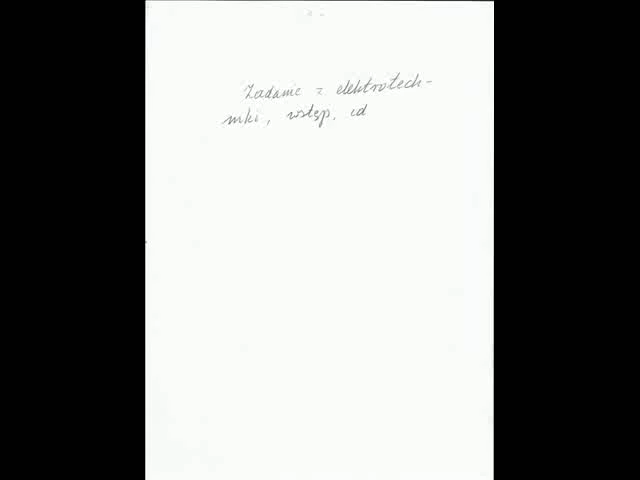 Zadanie z elektrotech-
niki, wstęp, cd